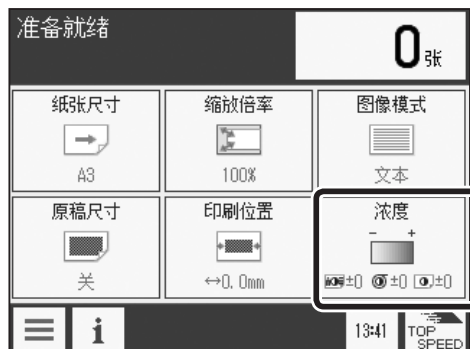 准备就绪
0张
纸张尺寸
缩放倍率
图像模式
A3
100%
文本
原稿尺寸
印刷位置
浓度
- +
关
↔0.0mm
±0 ±0 ±0
i
13:41
TOP
SPEED